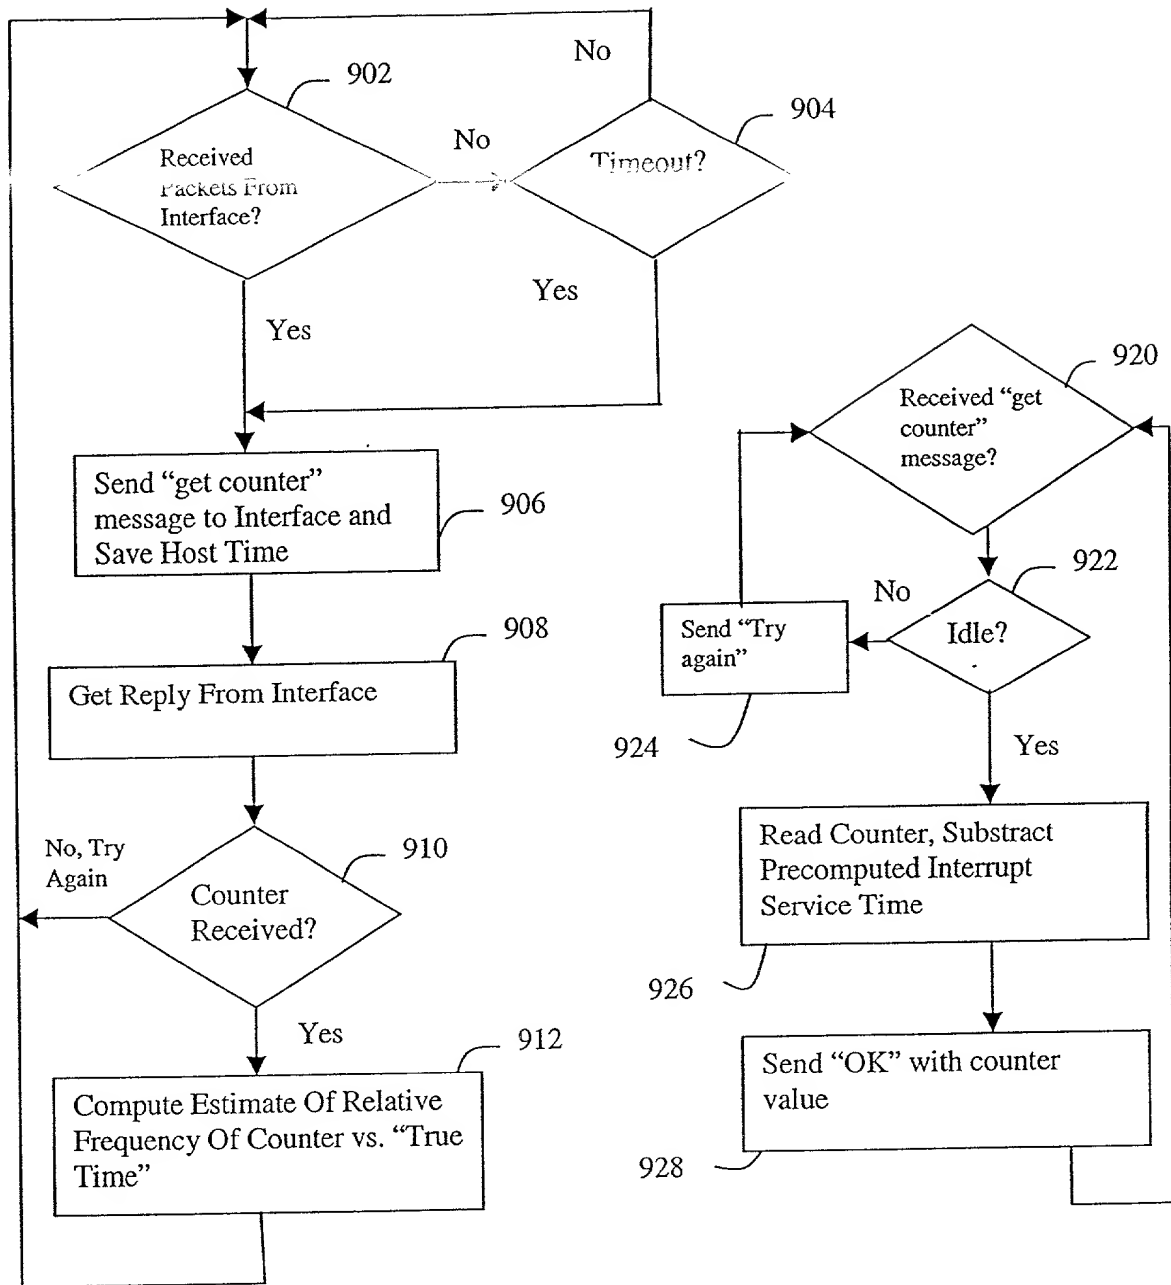 No
902
904
No
Received
Packets From
Interface?
Timeout?
Yes
Yes
920
Received “get
counter”
message?
Send “get counter”
message to Interface and
Save Host Time
906
922
No
Idle?
Send “Try
again”
908
Get Reply From Interface
924
Yes
No, Try
Again
910
Counter
Received?
Read Counter, Substract
Precomputed Interrupt
Service Time
926
Yes
912
Compute Estimate Of Relative
Frequency Of Counter vs. “True
Time”
Send “OK” with counter
value
928